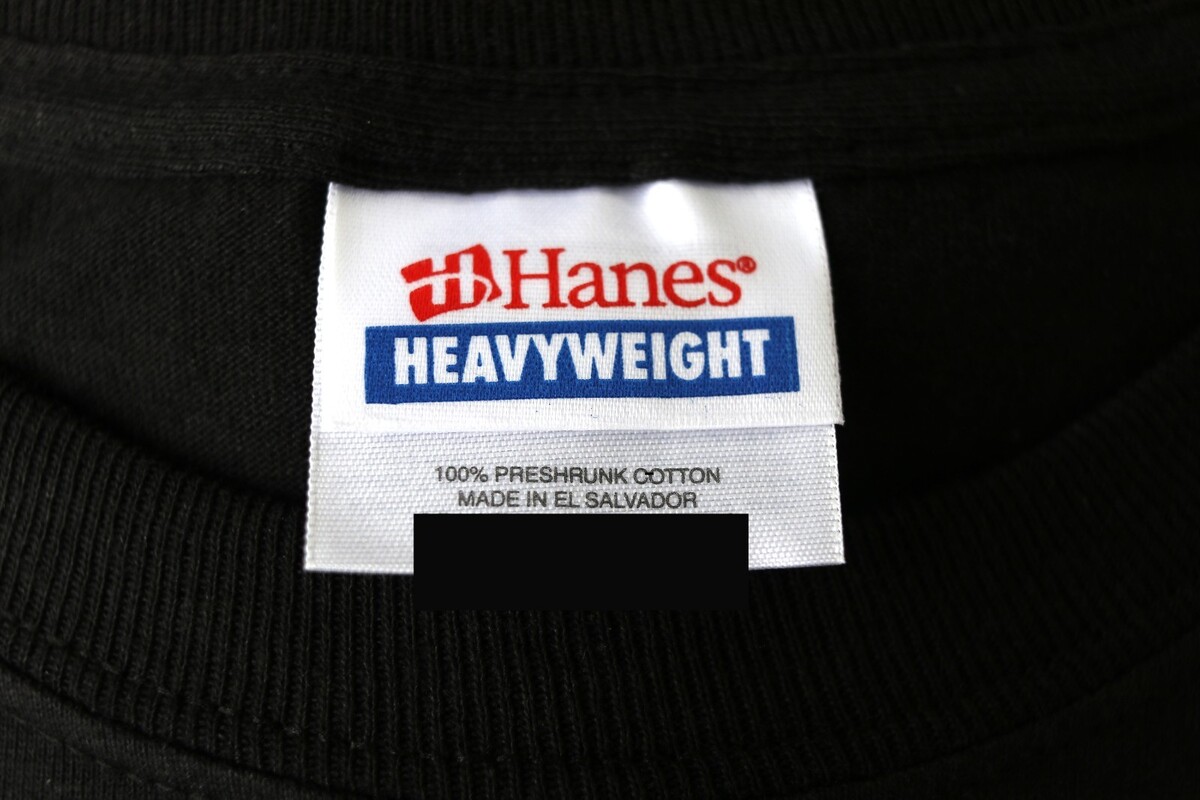 Hanes®
HEAVYWEIGHT
100% PRESHRUNK COTTON
MADE IN EL SALVADOR